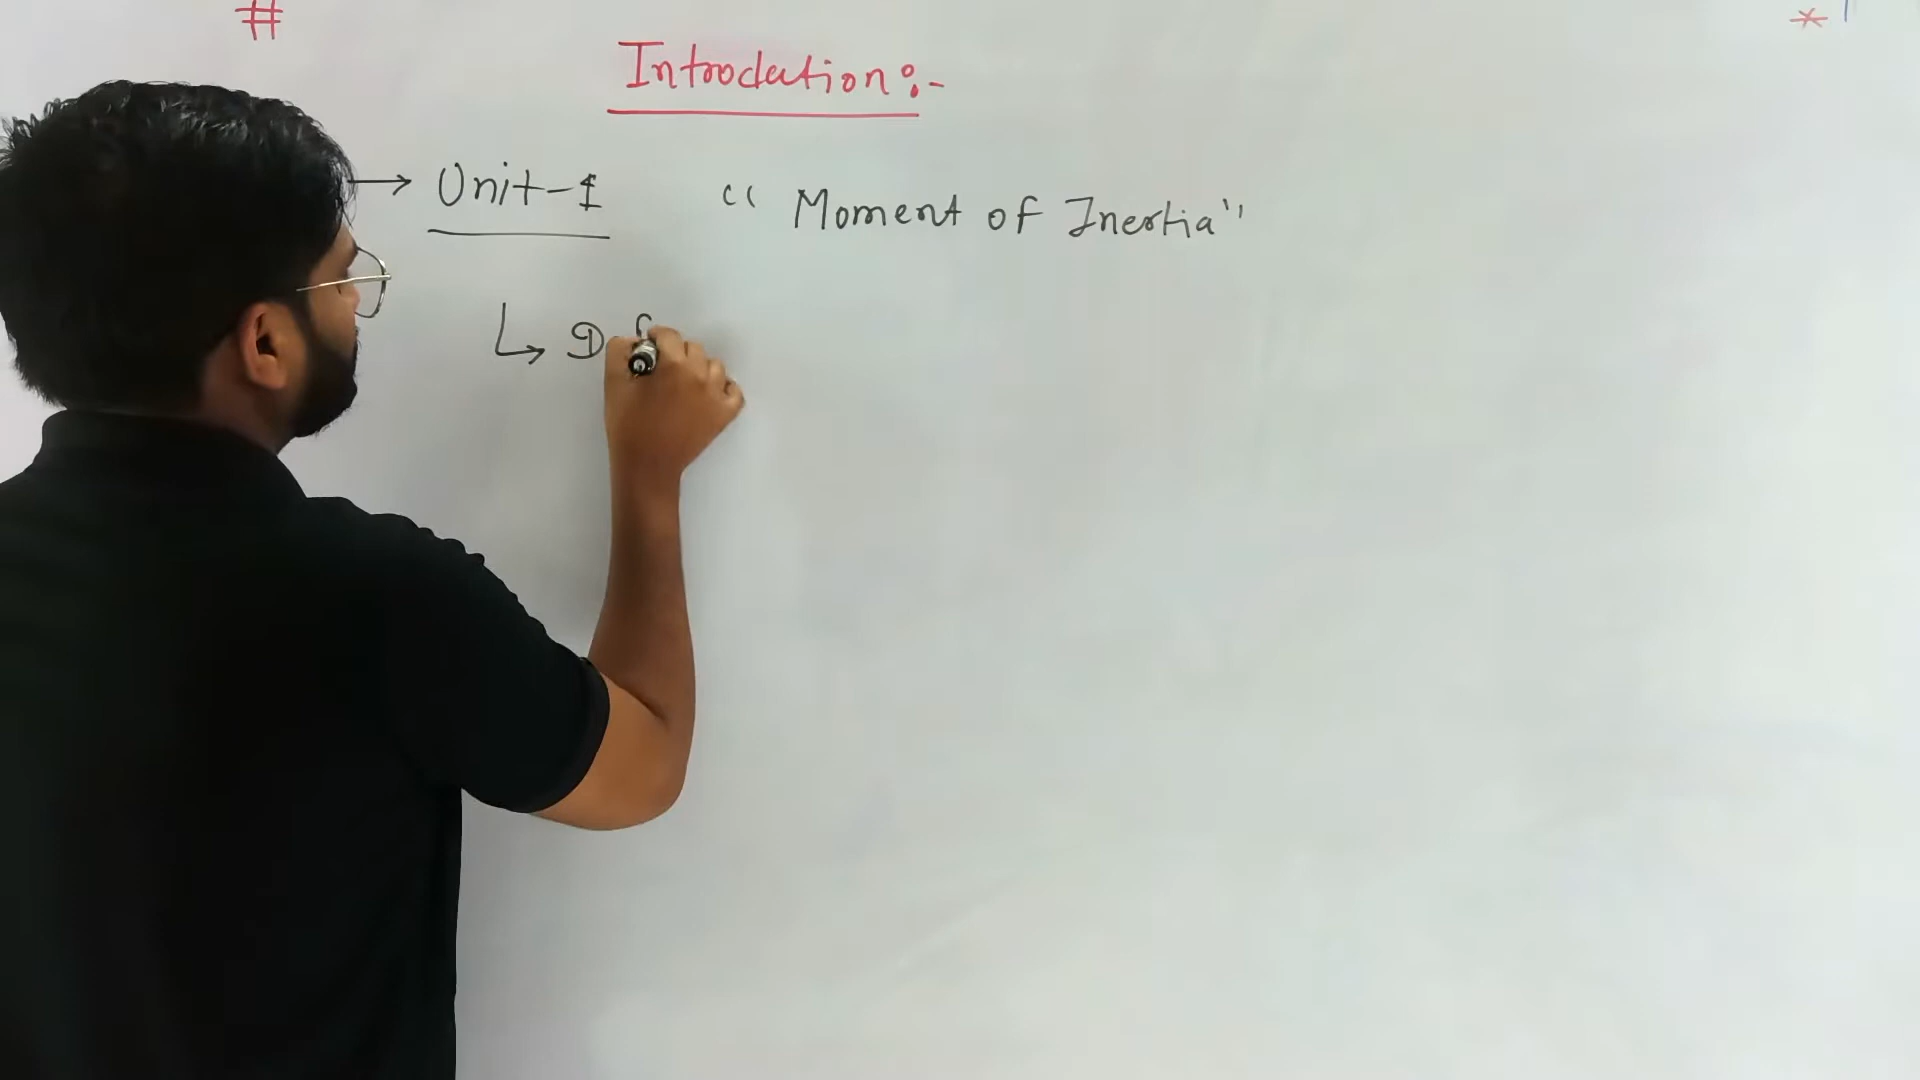 #
*
Introduction:-
→ Unit-I “ Moment of Inertia"